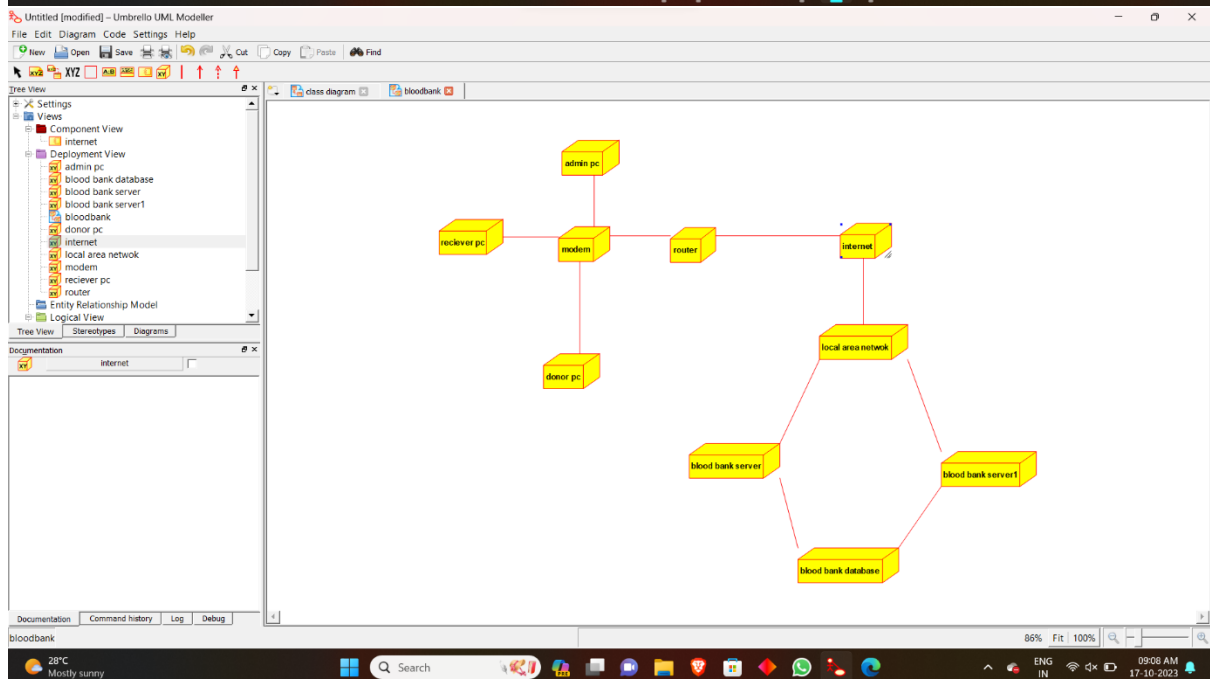 Untitled [modified] – Umbrello UML Modeller
File Edit Diagram Code Settings Help
New Open Save Cut Copy Paste Find
XYZ XYZ A:B ABC XY
Tree View
class diagram bloodbank
Settings
Views
Component View
internet
Deployment View
admin pc
blood bank database
blood bank server
blood bank server1
bloodbank
donor pc
internet
local area netwok
modem
reciever pc
router
Entity Relationship Model
Logical View
Tree View Stereotypes Diagrams
Documentation
internet
Documentation Command history Log Debug
admin pc
reciever pc
modem
router
internet
local area netwok
donor pc
blood bank server
blood bank server1
blood bank database
bloodbank
86% Fit 100%
28°C
Mostly sunny
Search
PRE
ENG
IN
09:08 AM
17-10-2023